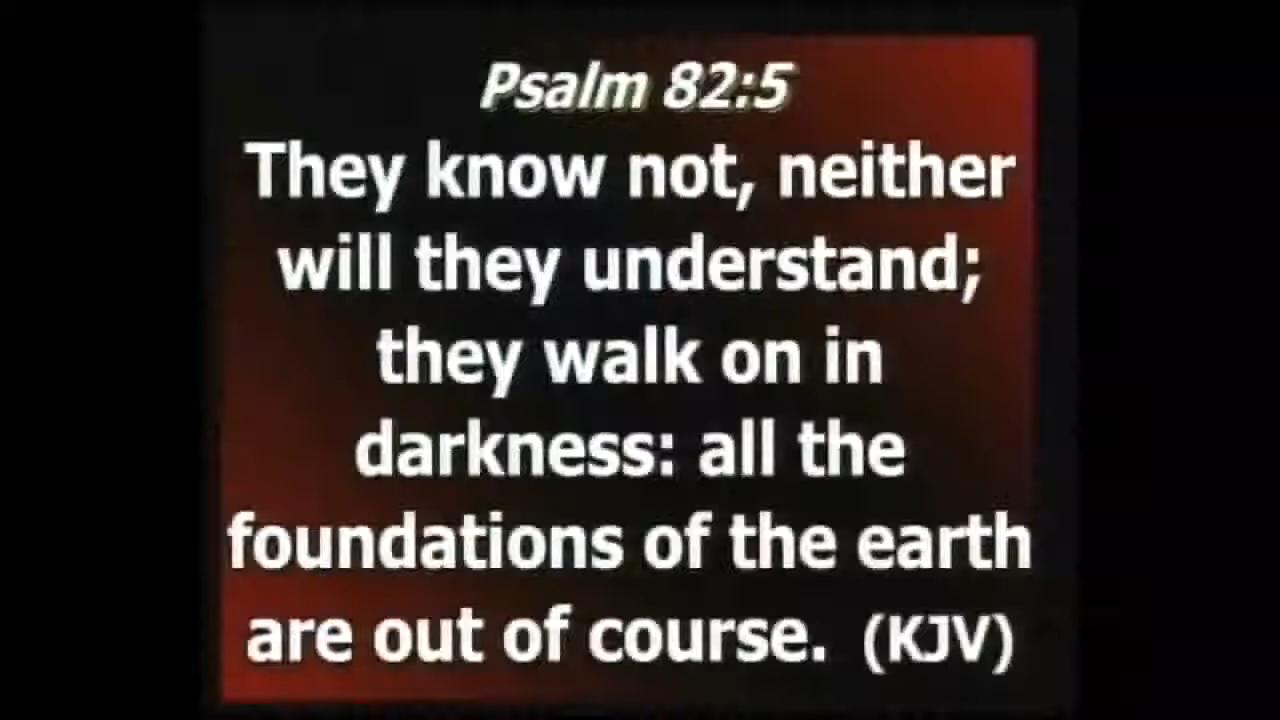 Psalm 82:5
They know not, neither
will they understand;
they walk on in
darkness: all the
foundations of the earth
are out of course. (KJV)